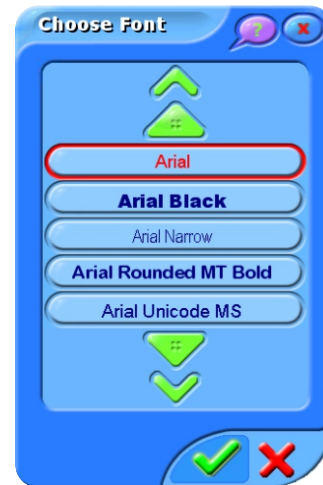 Choose Font
?
x
Arial
Arial Black
Arial Narrow
Arial Rounded MT Bold
Arial Unicode MS